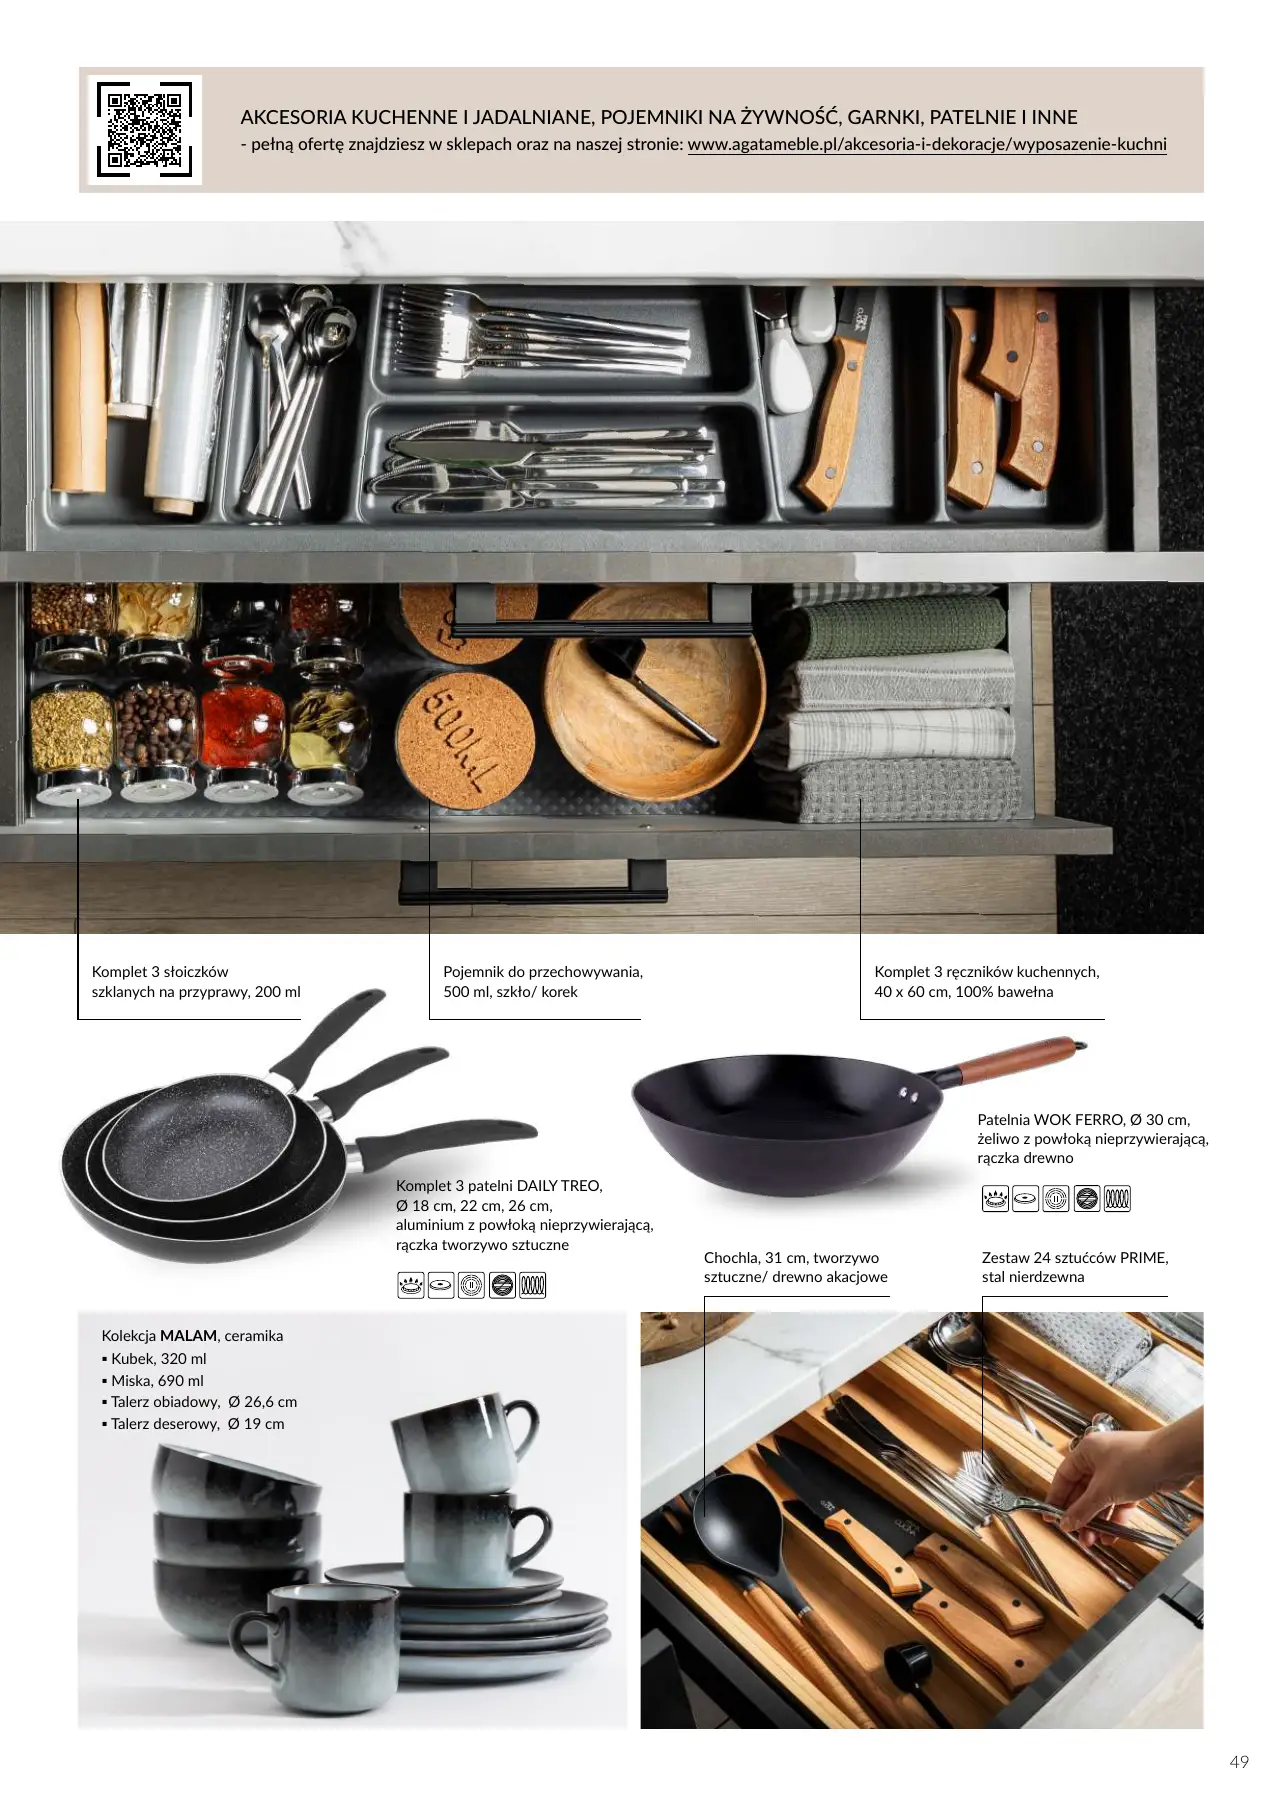 AKCESORIA KUCHENNE I JADALNIANE, POJEMNIKI NA ŻYWNOŚĆ, GARNKI, PATELNIE I INNE
- pełną ofertę znajdziesz w sklepach oraz na naszej stronie: www.agatameble.pl/akcesoria-i-dekoracje/wyposazenie-kuchni
500ML
Komplet 3 słoiczków
szklanych na przyprawy, 200 ml
Pojemnik do przechowywania,
500 ml, szkło/ korek
Komplet 3 ręczników kuchennych,
40 x 60 cm, 100% bawełna
Patelnia WOK FERRO, Ø 30 cm,
żeliwo z powłoką nieprzywierającą,
rączka drewno
Komplet 3 patelni DAILY TREO,
Ø 18 cm, 22 cm, 26 cm,
aluminium z powłoką nieprzywierającą,
rączka tworzywo sztuczne
Chochla, 31 cm, tworzywo
sztuczne/ drewno akacjowe
Zestaw 24 sztućców PRIME,
stal nierdzewna
Kolekcja MALAM, ceramika
▪ Kubek, 320 ml
▪ Miska, 690 ml
▪ Talerz obiadowy, Ø 26,6 cm
▪ Talerz deserowy, Ø 19 cm
49